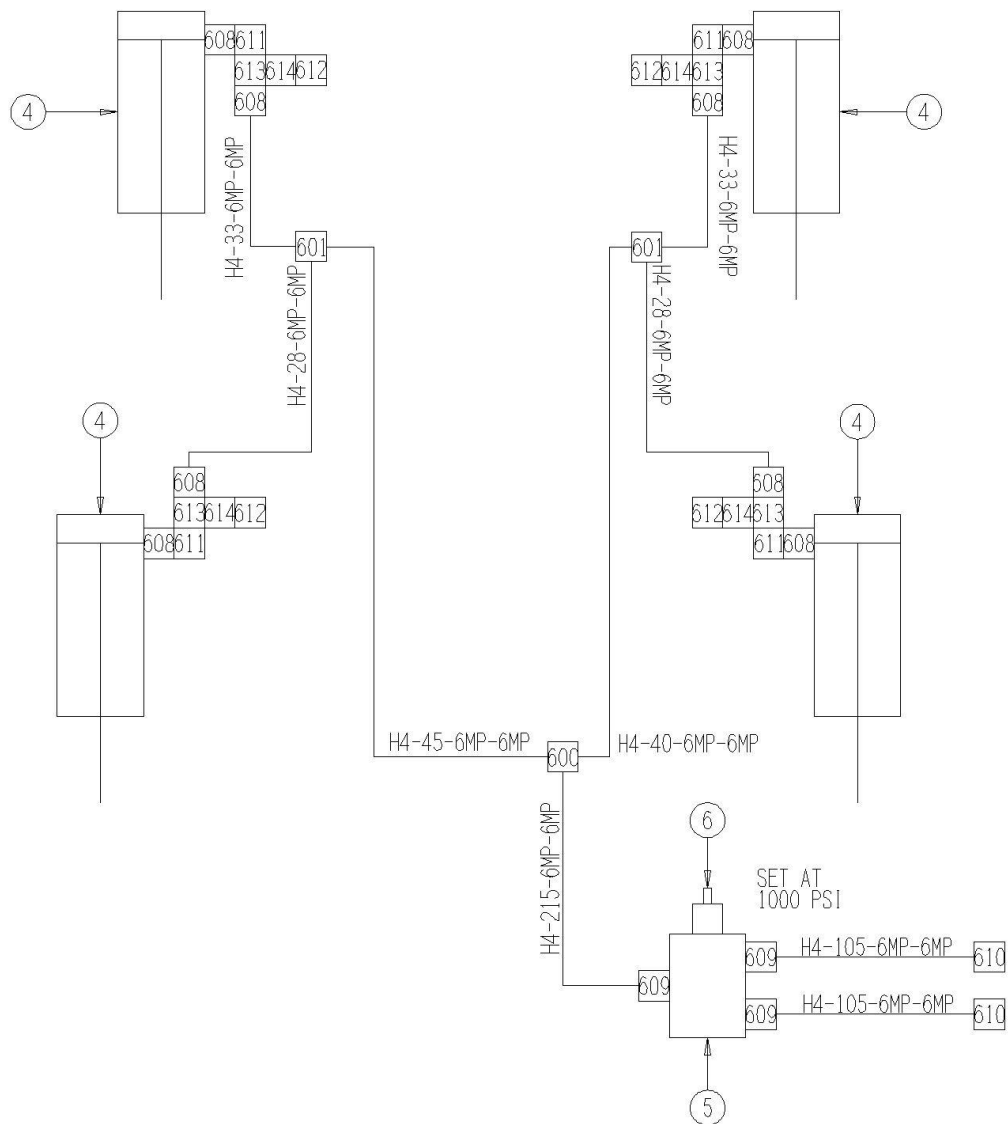 608 611 611 608
613 614 612 612 614 613
608 608
4 4
H4-33-6MP-6MP H4-33-6MP-6MP
601 601
H4-28-6MP-6MP H4-28-6MP-6MP
4 4
608 608
613 614 612 612 614 613
608 611 611 608
H4-45-6MP-6MP 600 H4-40-6MP-6MP
6
H4-215-6MP-6MP
SET AT
1000 PSI
609 H4-105-6MP-6MP 610
609
609 H4-105-6MP-6MP 610
5